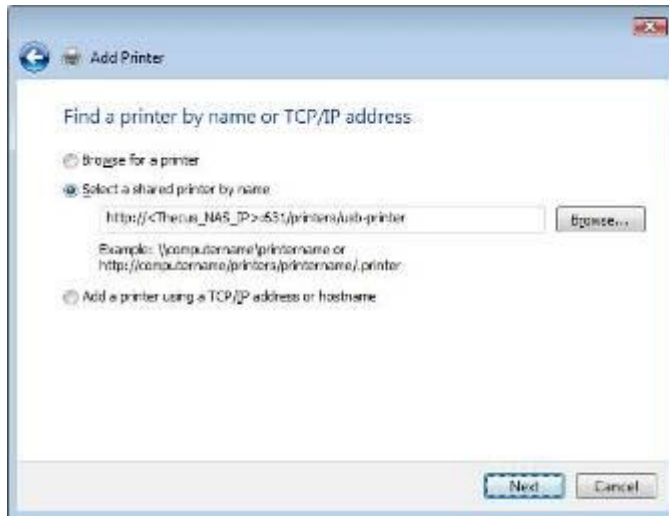 Add Printer
Find a printer by name or TCP/IP address
Browse for a printer
Select a shared printer by name
http://<Thecus_NAS_IP>:631/printers/usb-printer
Browse...
Example: \\computername\printername or
http://computername/printers/printername/.printer
Add a printer using a TCP/IP address or hostname
Next
Cancel